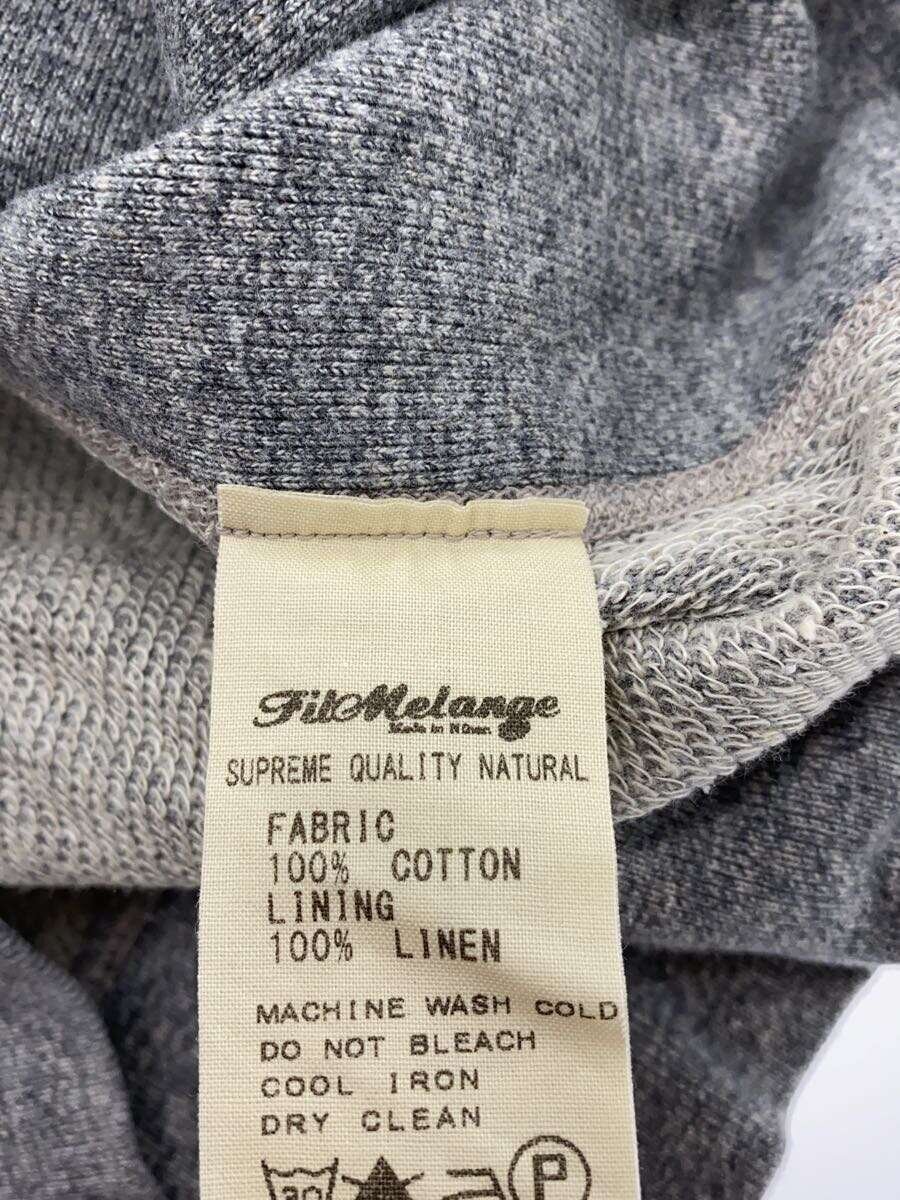 FilMelange
SUPREME QUALITY NATURAL
FABRIC
100% COTTON
LINING
100% LINEN
MACHINE WASH COLD
DO NOT BLEACH
COOL IRON
DRY CLEAN
30 P